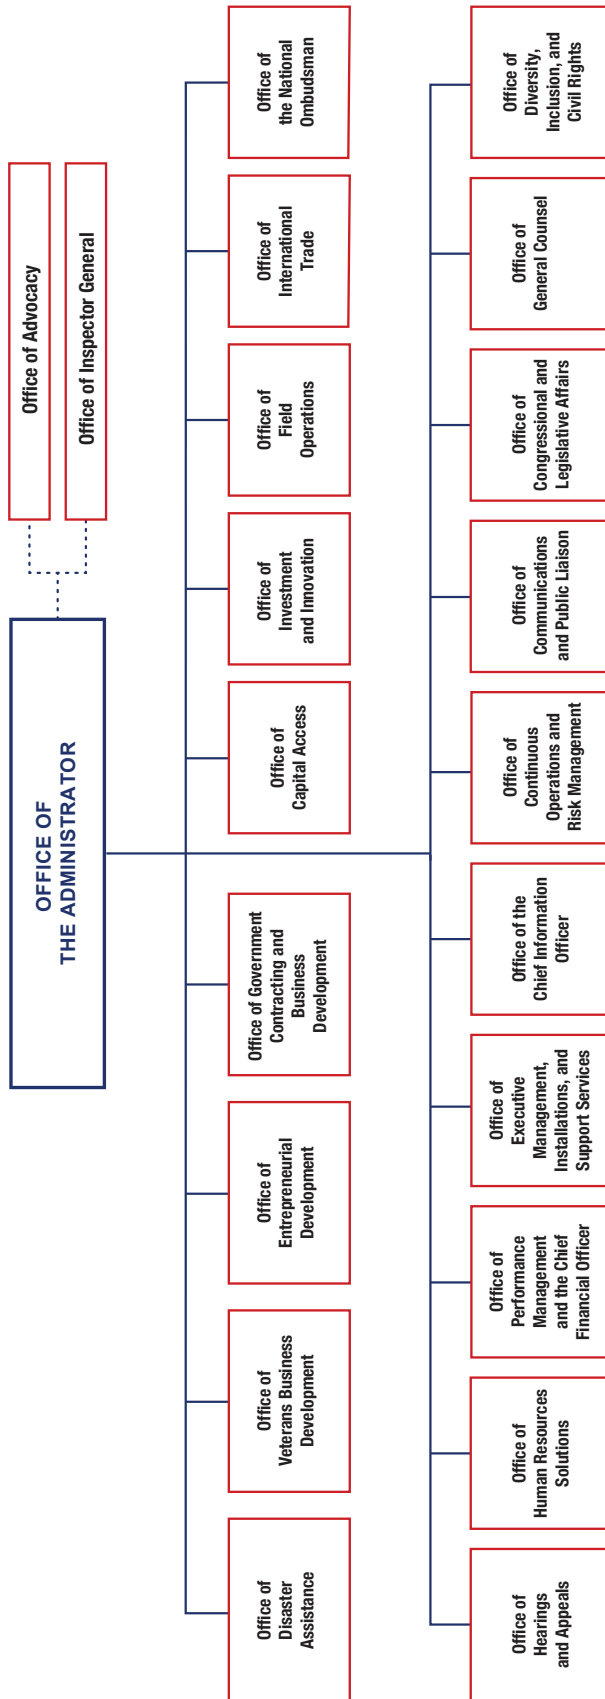 OFFICE OF
THE ADMINISTRATOR
Office of Advocacy
Office of Inspector General
Office of
Disaster
Assistance
Office of
Veterans Business
Development
Office of
Entrepreneurial
Development
Office of Government
Contracting and
Business
Development
Office of
Capital Access
Office of
Investment
and Innovation
Office of
Field
Operations
Office of
International
Trade
Office of
the National
Ombudsman
Office of
Hearings
and Appeals
Office of
Human Resources
Solutions
Office of
Performance
Management
and the Chief
Financial Officer
Office of
Executive
Management,
Installations, and
Support Services
Office of the
Chief Information
Officer
Office of
Continuous
Operations and
Risk Management
Office of
Communications
and Public Liaison
Office of
Congressional and
Legislative Affairs
Office of
General Counsel
Office of
Diversity,
Inclusion, and
Civil Rights